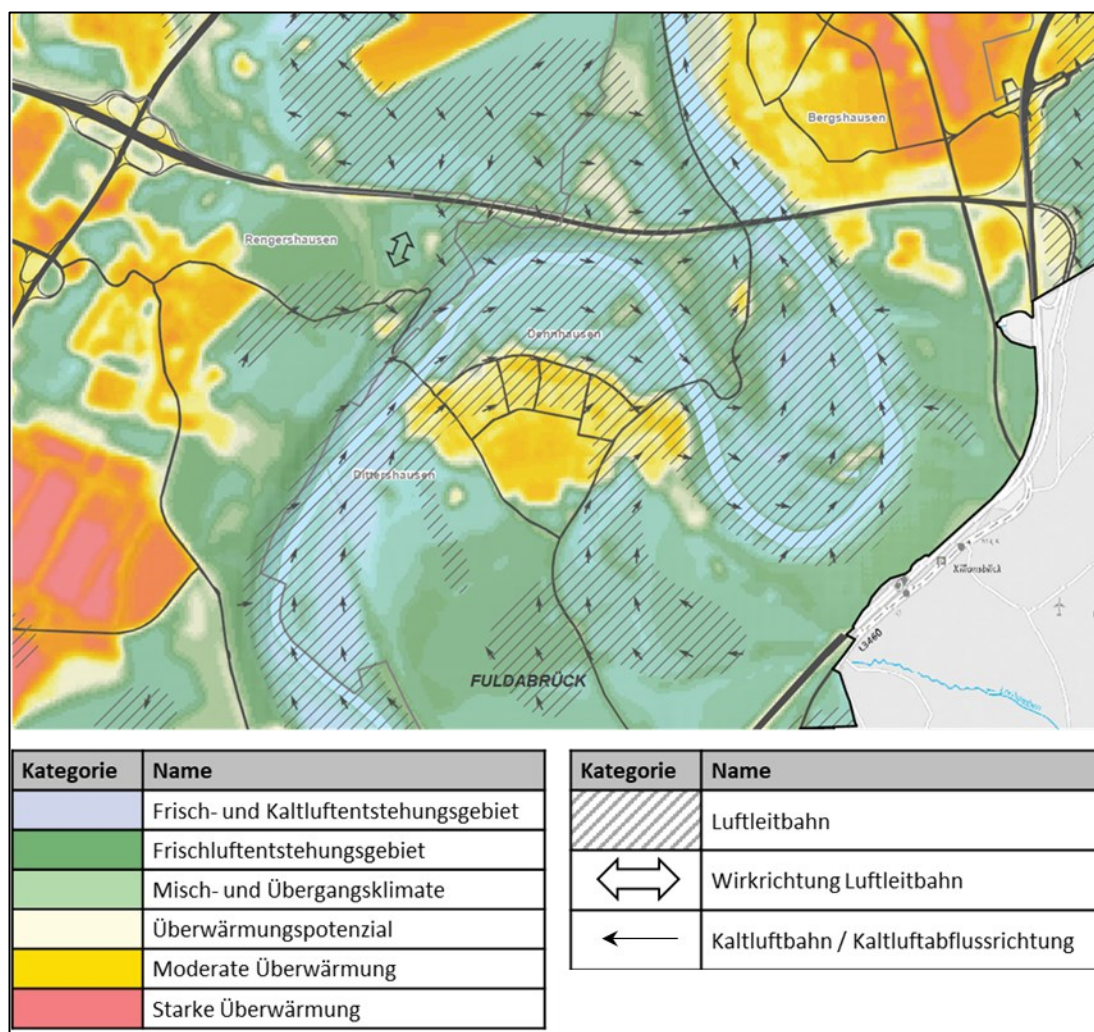 Bergshausen
Rengershausen
Dennhausen
Dittershausen
FULDABRÜCK
L3460
Kategorie Name
Frisch- und Kaltluftentstehungsgebiet
Frischluftentstehungsgebiet
Misch- und Übergangsklimate
Überwärmungspotenzial
Moderate Überwärmung
Starke Überwärmung
Kategorie Name
Luftleitbahn
Wirkrichtung Luftleitbahn
Kaltluftbahn / Kaltluftabflussrichtung